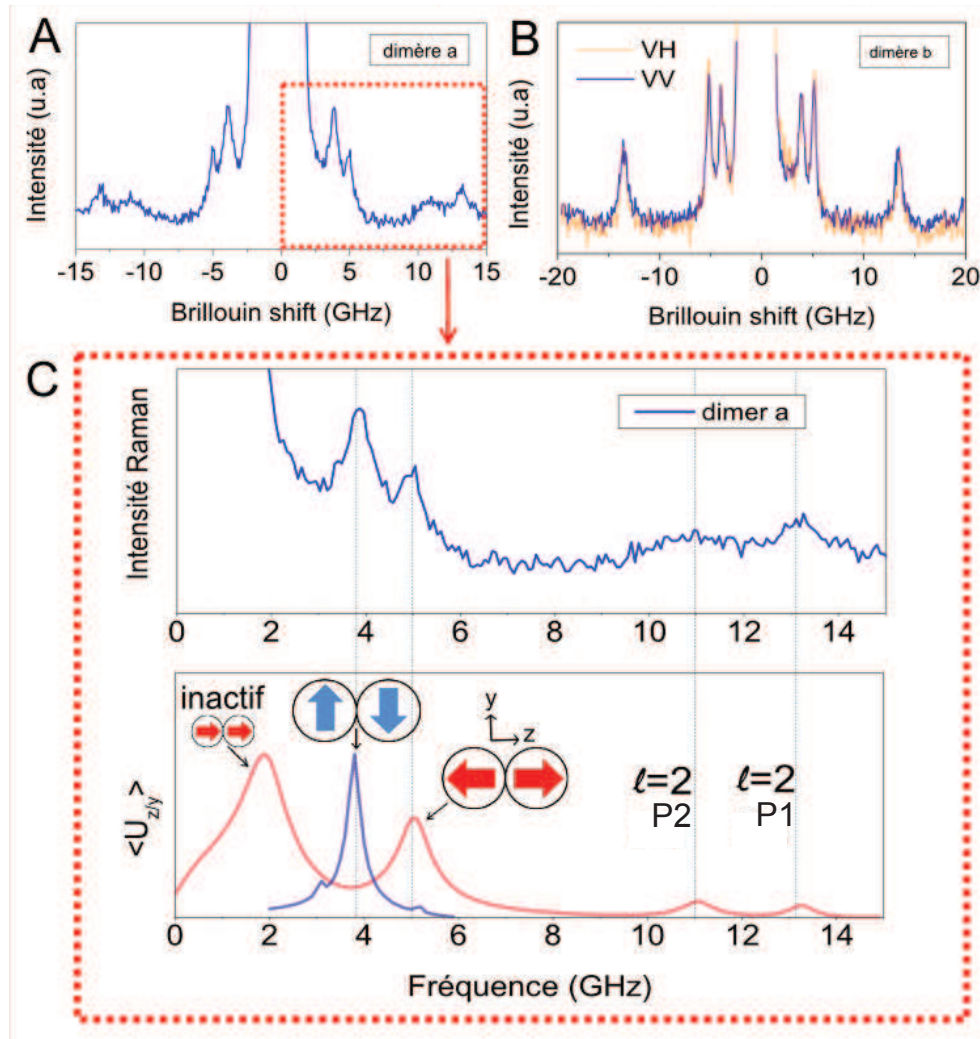 A
dimère a
Intensité (u.a)
-15 -10 -5 0 5 10 15
Brillouin shift (GHz)
B
VH
VV
dimère b
Intensité (u.a)
-20 -10 0 10 20
Brillouin shift (GHz)
C
dimer a
Intensité Raman
0 2 4 6 8 10 12 14
inactif
y
z
ℓ=2 ℓ=2
P2 P1
<U z/y >
0 2 4 6 8 10 12 14
Fréquence (GHz)